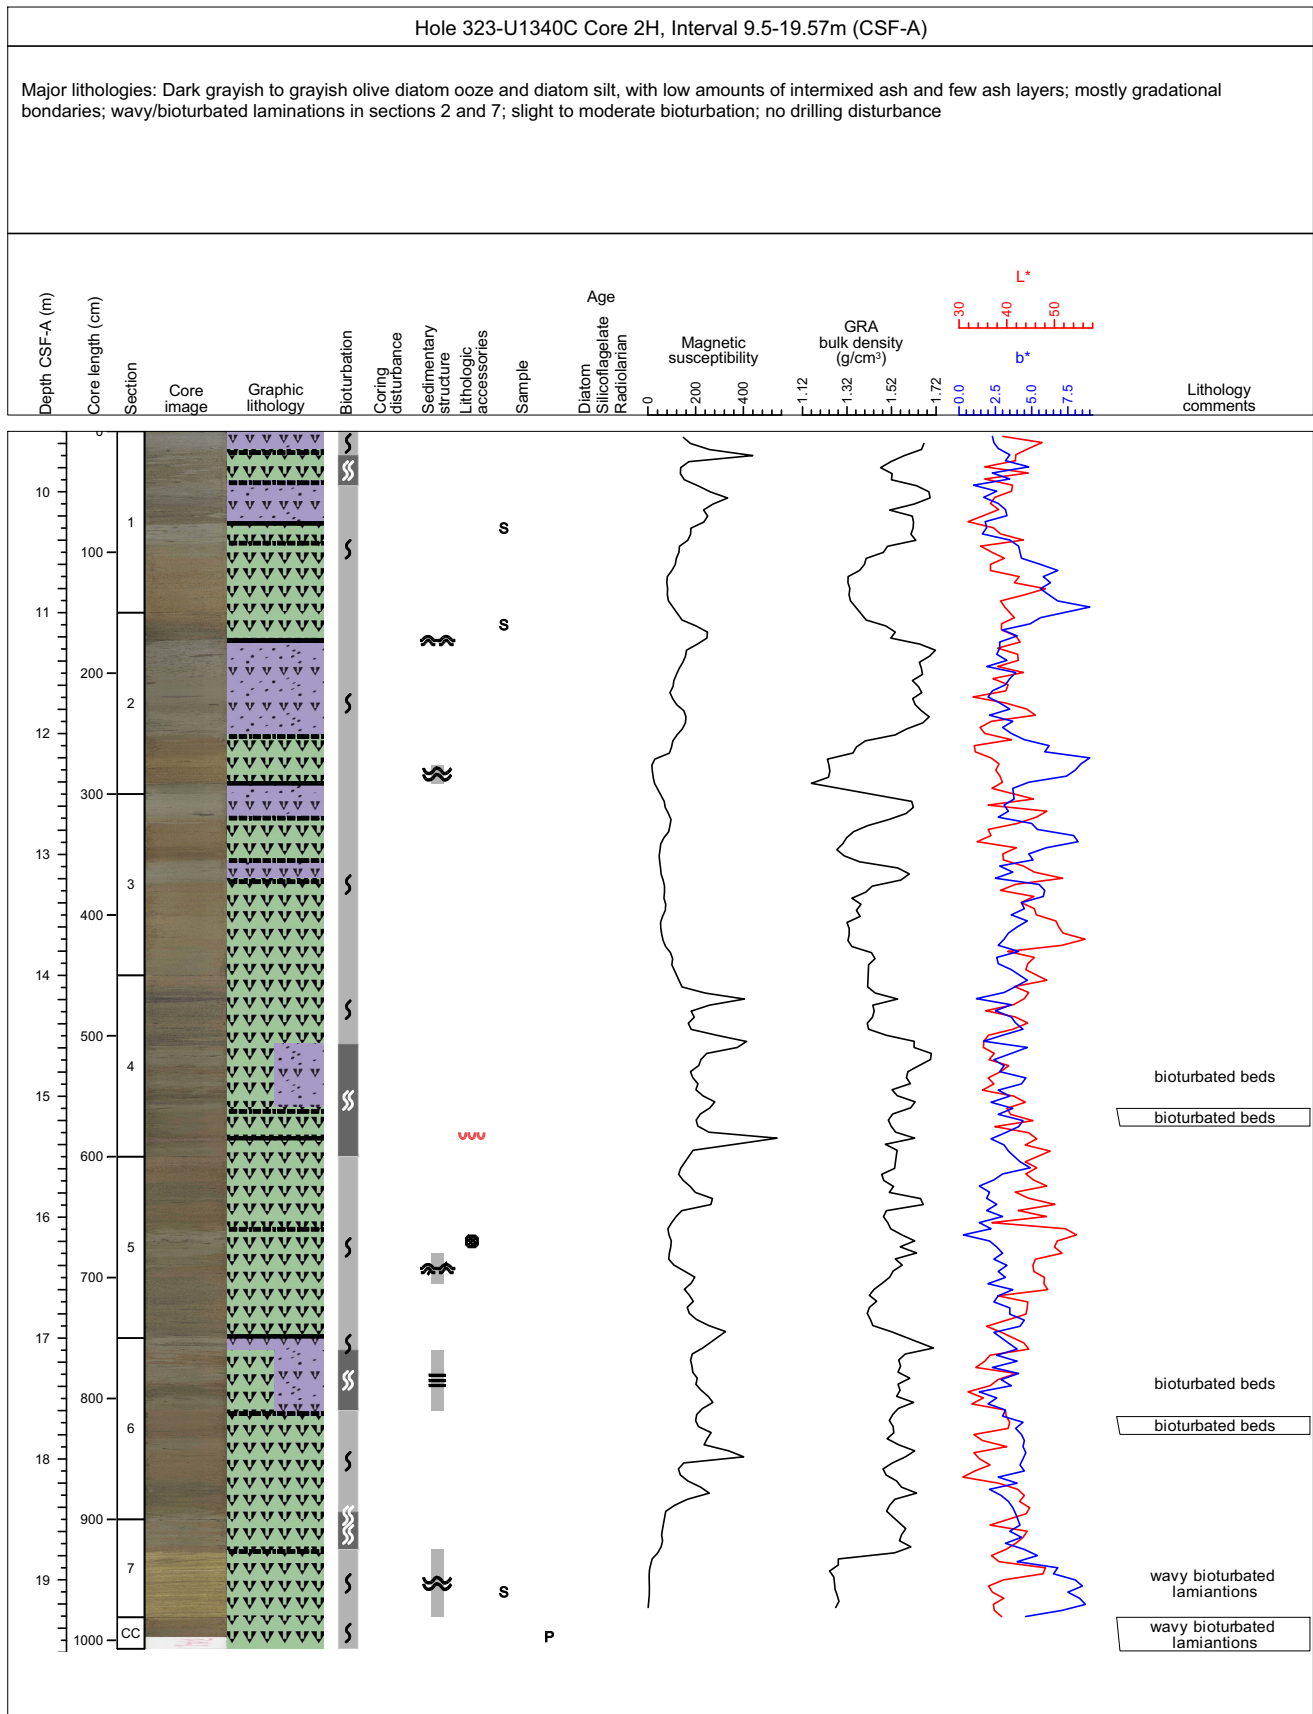 Hole 323-U1340C Core 2H, Interval 9.5-19.57m (CSF-A)
Major lithologies: Dark grayish to grayish olive diatom ooze and diatom silt, with low amounts of intermixed ash and few ash layers; mostly gradational
bondaries; wavy/bioturbated laminations in sections 2 and 7; slight to moderate bioturbation; no drilling disturbance
Depth CSF-A (m)
Core length (cm)
Section
Core
image
Graphic
lithology
Bioturbation
Coring
disturbance
Sedimentary
structure
Lithologic
accessories
Sample
Age
Diatom
Silicoflagelate
Radiolarian
Magnetic
susceptibility
0 200 400
GRA
bulk density
(g/cm³)
1.12 1.32 1.52 1.72
L*
30 40 50
b*
0.0 2.5 5.0 7.5
Lithology
comments
0
10
1
S
100
11
S
200
2
12
300
13
3
400
14
500
4
15
bioturbated beds
bioturbated beds
600
16
5
700
17
bioturbated beds
800
bioturbated beds
6
18
900
7
19
S
wavy bioturbated
lamiantions
CC
P
1000
wavy bioturbated
lamiantions